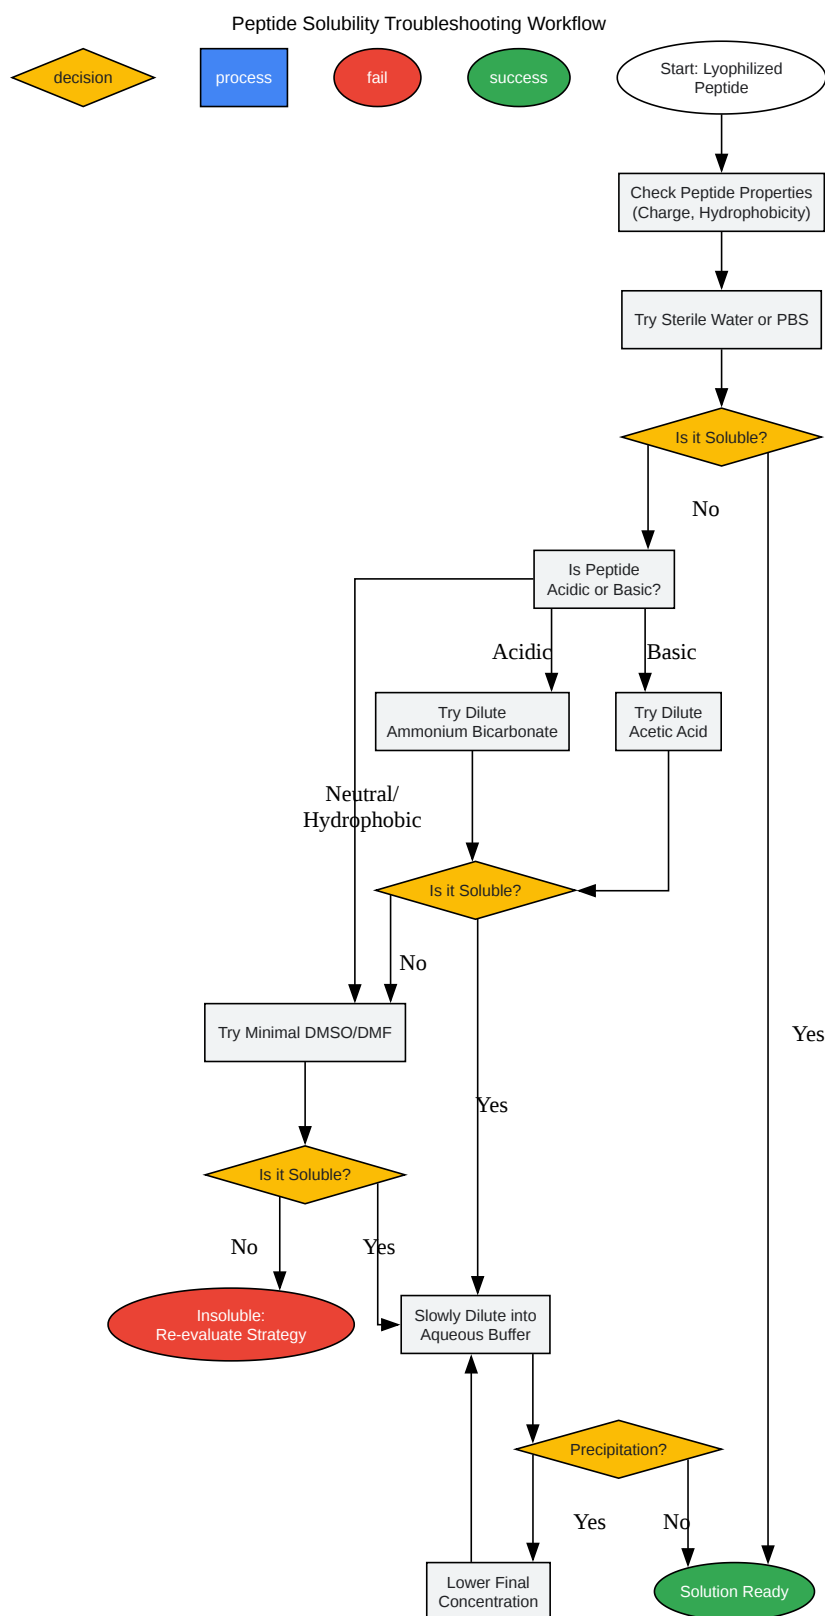 Peptide Solubility Troubleshooting Workflow
decision
process
fail
success
Start: Lyophilized
Peptide
Check Peptide Properties
(Charge, Hydrophobicity)
Try Sterile Water or PBS
Is it Soluble?
No
Is Peptide
Acidic or Basic?
Acidic
Basic
Try Dilute
Ammonium Bicarbonate
Try Dilute
Acetic Acid
Neutral/
Hydrophobic
Is it Soluble?
No
Try Minimal DMSO/DMF
Yes
Yes
Is it Soluble?
No
Yes
Insoluble:
Re-evaluate Strategy
Slowly Dilute into
Aqueous Buffer
Precipitation?
Yes
No
Lower Final
Concentration
Solution Ready